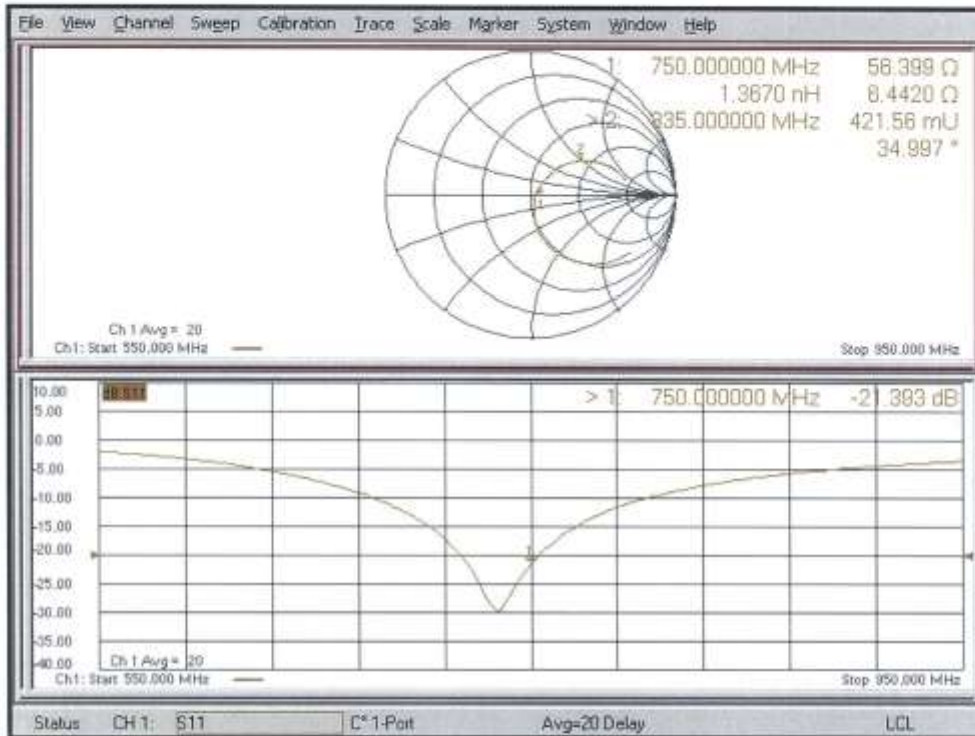 File View Channel Sweep Calibration Trace Scale Marker System Window Help
1: 750.000000 MHz 56.399 Ω
1.3670 nH 6.4420 Ω
> 2: 835.000000 MHz 421.56 mU
34.997 °
2
1
Ch 1 Avg = 20
Ch1: Start 550.000 MHz
Stop 950.000 MHz
10.00
dB S11
> 1: 750.000000 MHz -21.393 dB
5.00
0.00
-5.00
-10.00
-15.00
-20.00
1
-25.00
-30.00
-35.00
-40.00
Ch 1 Avg = 20
Ch1: Start 550.000 MHz
Stop 950.000 MHz
Status CH 1: S11 C* 1-Port Avg=20 Delay LCL